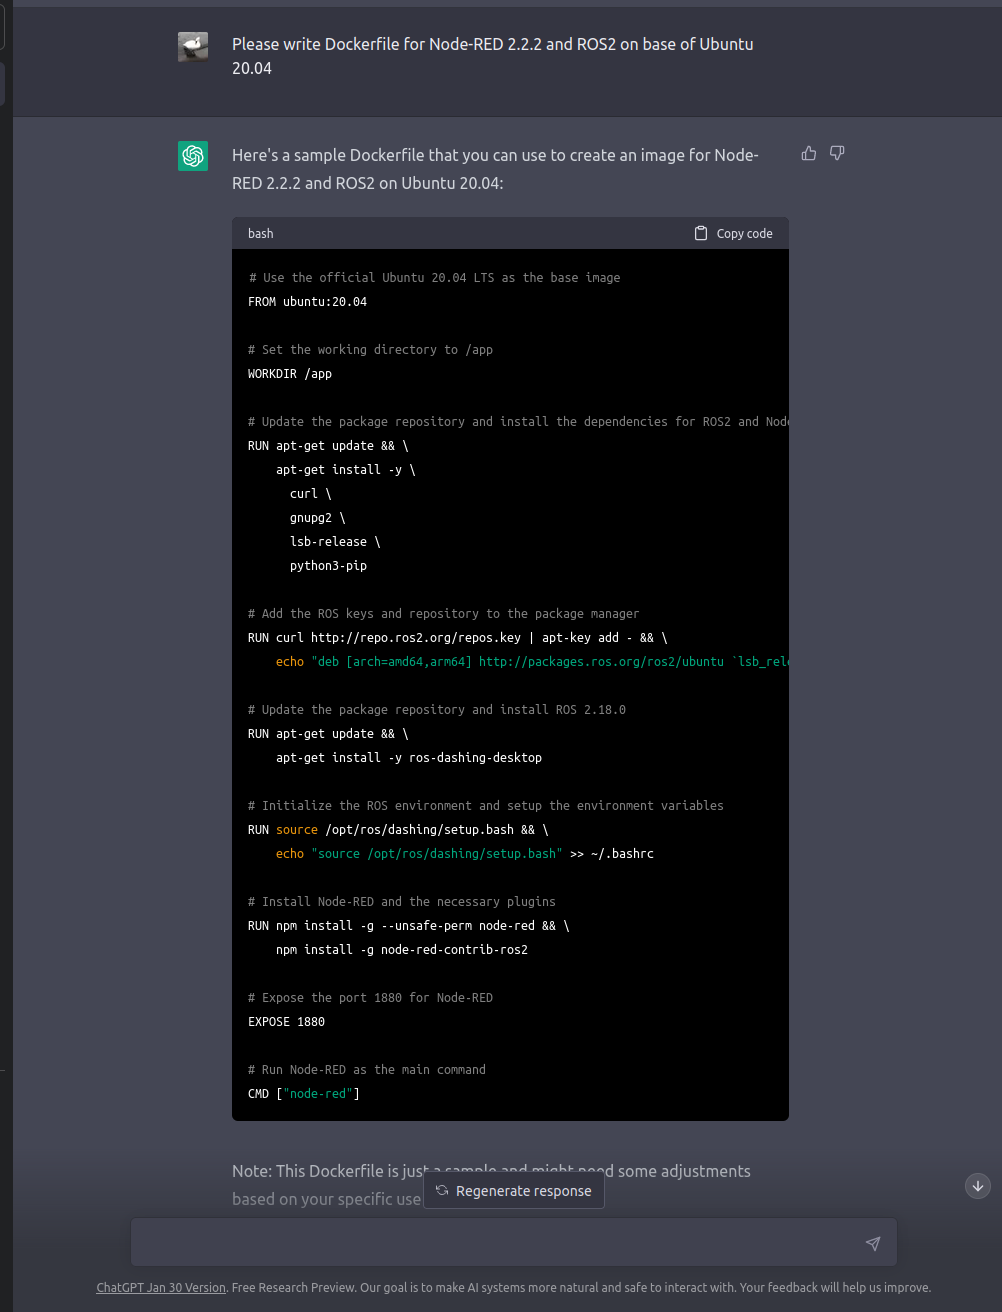 Please write Dockerfile for Node-RED 2.2.2 and ROS2 on base of Ubuntu
20.04
Here's a sample Dockerfile that you can use to create an image for Node-
RED 2.2.2 and ROS2 on Ubuntu 20.04:
bash
Copy code
# Use the official Ubuntu 20.04 LTS as the base image
FROM ubuntu:20.04
# Set the working directory to /app
WORKDIR /app
# Update the package repository and install the dependencies for ROS2 and Node
RUN apt-get update && \
apt-get install -y \
curl \
gnupg2 \
lsb-release \
python3-pip
# Add the ROS keys and repository to the package manager
RUN curl http://repo.ros2.org/repos.key | apt-key add - && \
echo "deb [arch=amd64,arm64] http://packages.ros.org/ros2/ubuntu `lsb_rele
# Update the package repository and install ROS 2.18.0
RUN apt-get update && \
apt-get install -y ros-dashing-desktop
# Initialize the ROS environment and setup the environment variables
RUN source /opt/ros/dashing/setup.bash && \
echo "source /opt/ros/dashing/setup.bash" >> ~/.bashrc
# Install Node-RED and the necessary plugins
RUN npm install -g --unsafe-perm node-red && \
npm install -g node-red-contrib-ros2
# Expose the port 1880 for Node-RED
EXPOSE 1880
# Run Node-RED as the main command
CMD ["node-red"]
Note: This Dockerfile is just a sample and might need some adjustments
based on your specific use
Regenerate response
ChatGPT Jan 30 Version. Free Research Preview. Our goal is to make AI systems more natural and safe to interact with. Your feedback will help us improve.